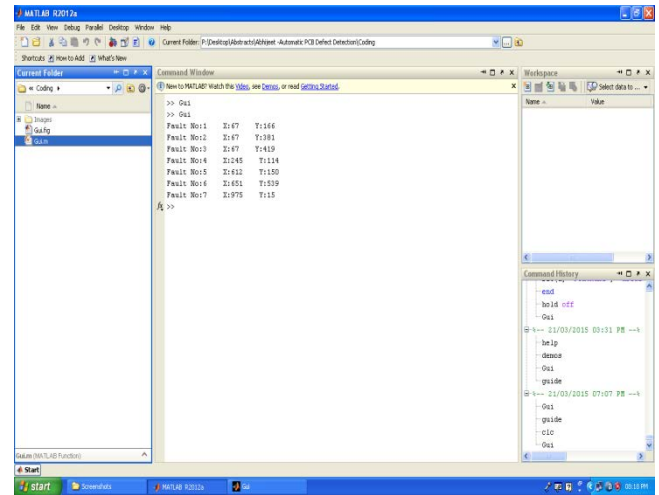 MATLAB R2012a
File Edit View Debug Parallel Desktop Window Help
Current Folder: P:\Desktop\Abstracts\Abhijeet -Automatic PCB Defect Detection\Coding
Shortcuts How to Add What's New
Current Folder
« Coding
Name
Images
Gui.fig
Gui.m
Gui.m (MATLAB Function)
Command Window
New to MATLAB? Watch this Video, see Demos, or read Getting Started.
>> Gui
>> Gui
Fault No:1 X:67 Y:166
Fault No:2 X:67 Y:381
Fault No:3 X:67 Y:419
Fault No:4 X:245 Y:114
Fault No:5 X:612 Y:150
Fault No:6 X:651 Y:539
Fault No:7 X:975 Y:15
fx >>
Workspace
Select data to ...
Name Value
Command History
end
hold off
Gui
%-- 21/03/2015 03:31 PM --%
help
demos
Gui
guide
%-- 21/03/2015 07:07 PM --%
Gui
guide
clc
Gui
Start
start Screenshots MATLAB R2012a Gui